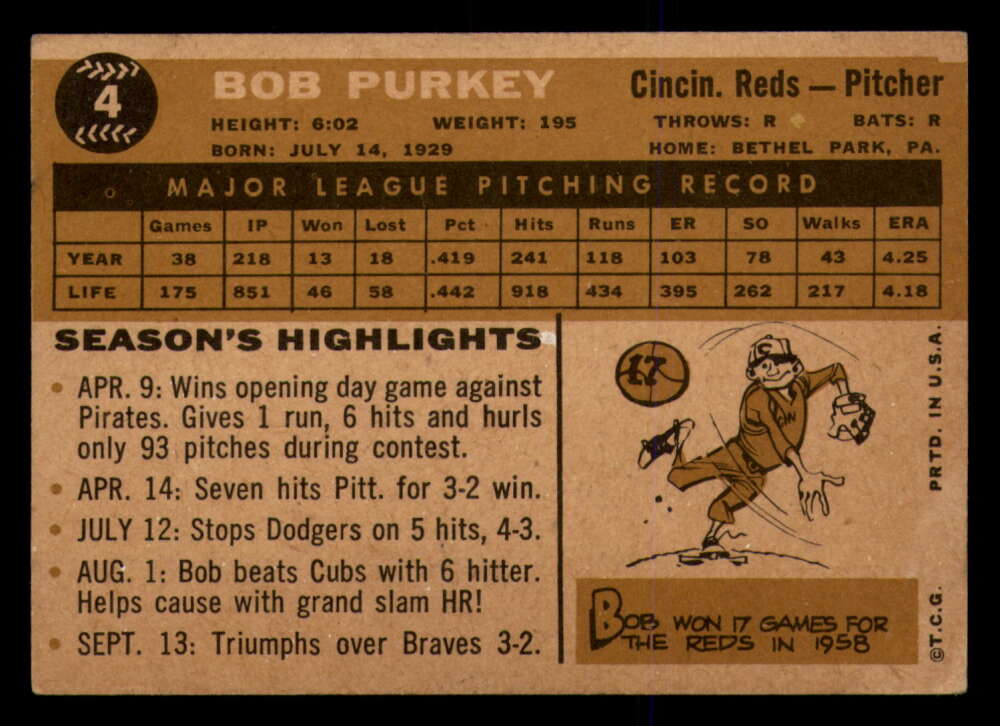 4
BOB PURKEY
Cincin. Reds — Pitcher
HEIGHT: 6:02 WEIGHT: 195 THROWS: R BATS: R
BORN: JULY 14, 1929 HOME: BETHEL PARK, PA.
MAJOR LEAGUE PITCHING RECORD
Games IP Won Lost Pct Hits Runs ER SO Walks ERA
YEAR 38 218 13 18 .419 241 118 103 78 43 4.25
LIFE 175 851 46 58 .442 918 434 395 262 217 4.18
SEASON'S HIGHLIGHTS
• APR. 9: Wins opening day game against
Pirates. Gives 1 run, 6 hits and hurls
only 93 pitches during contest.
• APR. 14: Seven hits Pitt. for 3-2 win.
• JULY 12: Stops Dodgers on 5 hits, 4-3.
• AUG. 1: Bob beats Cubs with 6 hitter.
Helps cause with grand slam HR!
• SEPT. 13: Triumphs over Braves 3-2.
17
C
CIN
BOB WON 17 GAMES FOR
THE REDS IN 1958
PRTD. IN U.S.A.
©T.C.G.